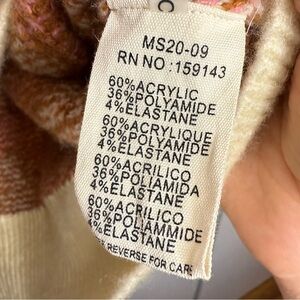 C
MS20-09
RN NO:159143
60%ACRYLIC
36%POLYAMIDE
4%ELASTANE
60%ACRYLIQUE
36%POLYAMIDE
4%ELASTANE
60%ACRILICO
36%POLIAMIDA
4%ELASTANE
60%ACRILICO
36%POLIAMMIDE
4%ELASTANE
REVERSE FOR CARE